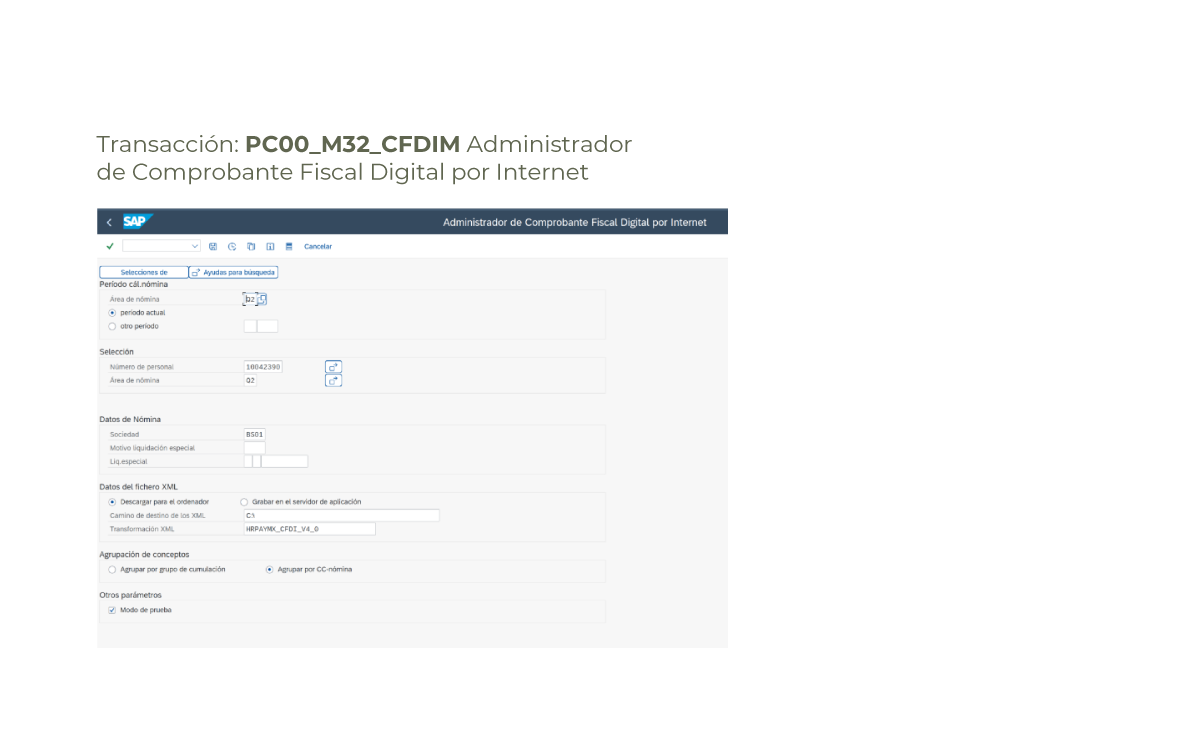 Transacción: PC00_M32_CFDIM Administrador
de Comprobante Fiscal Digital por Internet
SAP
Administrador de Comprobante Fiscal Digital por Internet
Cancelar
Selecciones de
Ayudas para búsqueda
Período cál.nómina
Área de nómina
Q2
período actual
otro período
Selección
Número de personal
10042399
Área de nómina
Q2
Datos de Nómina
Sociedad
BS01
Motivo liquidación especial
Liq.especial
Datos del fichero XML
Descargar para el ordenador
Grabar en el servidor de aplicación
Camino de destino de los XML
C:\
Transformación XML
HRPAYMX_CFDI_V4_0
Agrupación de conceptos
Agrupar por grupo de cumulación
Agrupar por CC-nómina
Otros parámetros
Modo de prueba